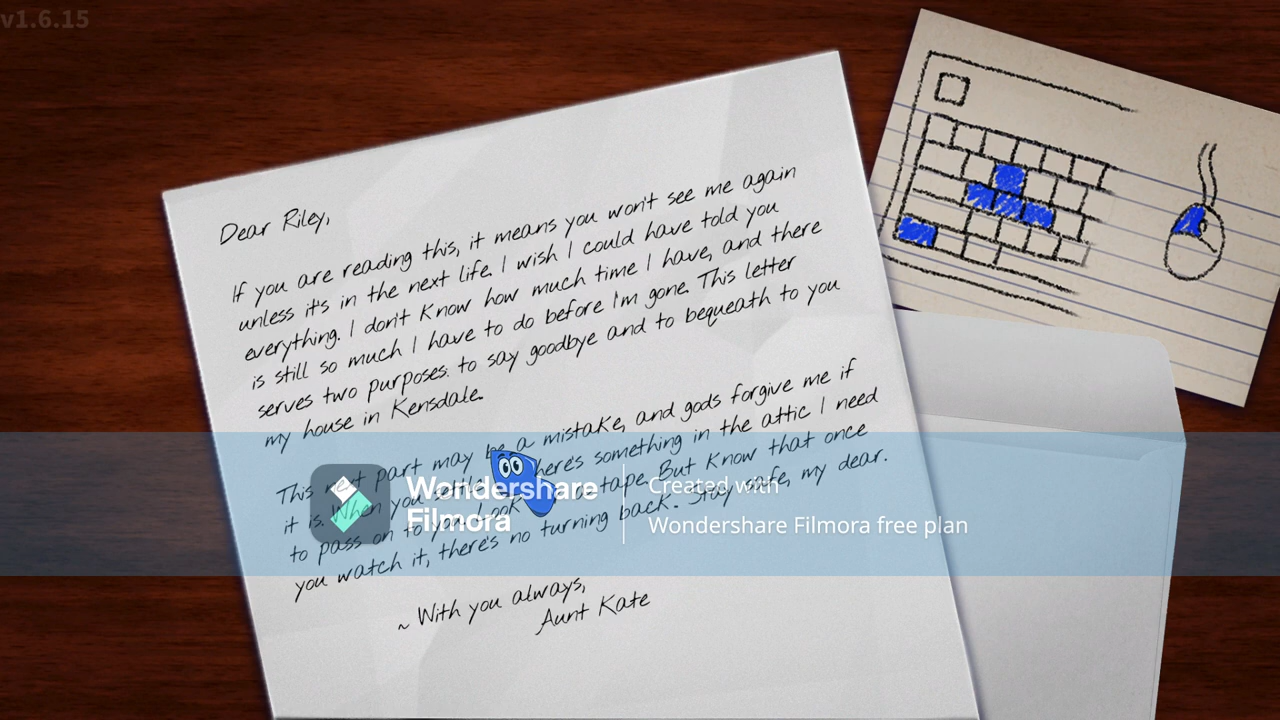 v1.6.15
Dear Riley,
If you are reading this, it means you won't see me again
unless it's in the next life. I wish I could have told you
everything. I don't know how much time I have, and there
is still so much I have to do before I'm gone. This letter
serves two purposes: to say goodbye and to bequeath to you
my house in Kensdale.
This next part may be a mistake, and gods forgive me if
it is. When you settle there's something in the attic I need
to pass on to you. Look a tape. But know that once
you watch it, there's no turning back. Stay safe, my dear.
~ With you always,
Aunt Kate
Wondershare
Filmora
Created with
Wondershare Filmora free plan